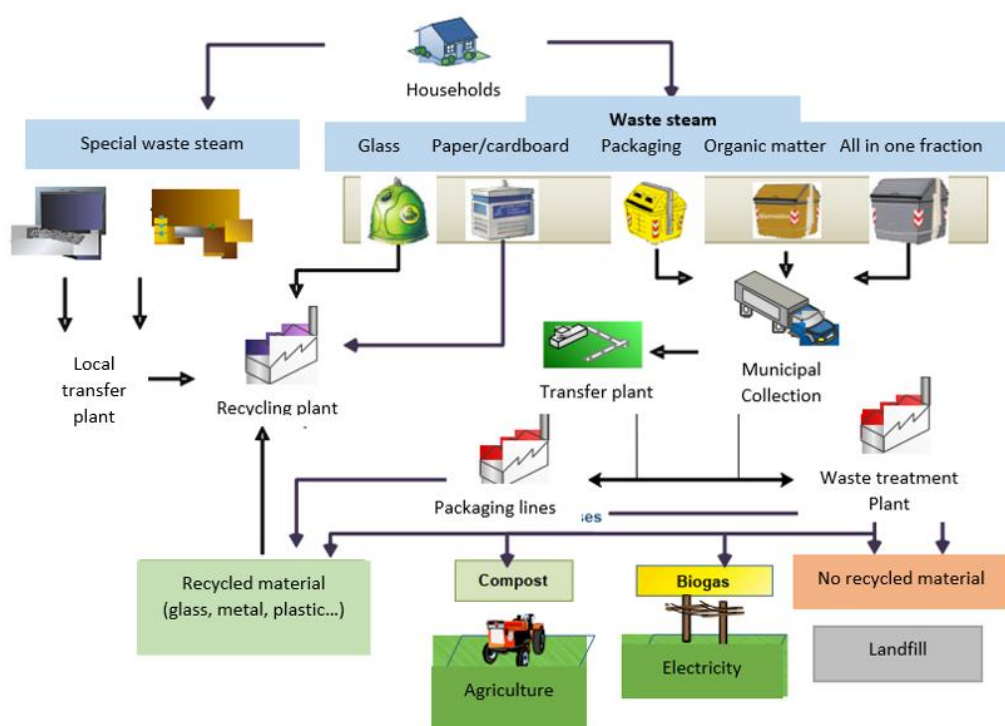 Households
Special waste steam
Waste steam
Glass
Paper/cardboard
Packaging
Organic matter
All in one fraction
Local
transfer
plant
Recycling plant
Transfer plant
Municipal
Collection
Packaging lines
Waste treatment
Plant
ses
Recycled material
(glass, metal, plastic…)
Compost
Biogas
No recycled material
Agriculture
Electricity
Landfill